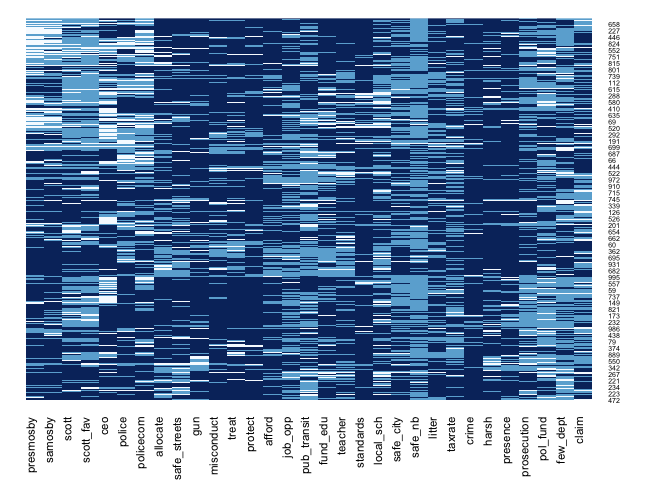 658
227
446
824
552
751
815
801
739
112
615
288
580
410
635
69
520
292
191
699
687
66
444
522
972
910
715
745
339
126
526
201
654
662
60
362
695
931
682
995
557
59
737
149
821
173
232
986
438
79
374
889
550
342
267
221
234
223
472
presmosby
samosby
scott
scott_fav
ceo
police
policecom
allocate
safe_streets
gun
misconduct
treat
protect
afford
job_opp
pub_transit
fund_edu
teacher
standards
local_sch
safe_city
safe_nb
litter
taxrate
crime
harsh
presence
prosecution
pol_fund
few_dept
claim